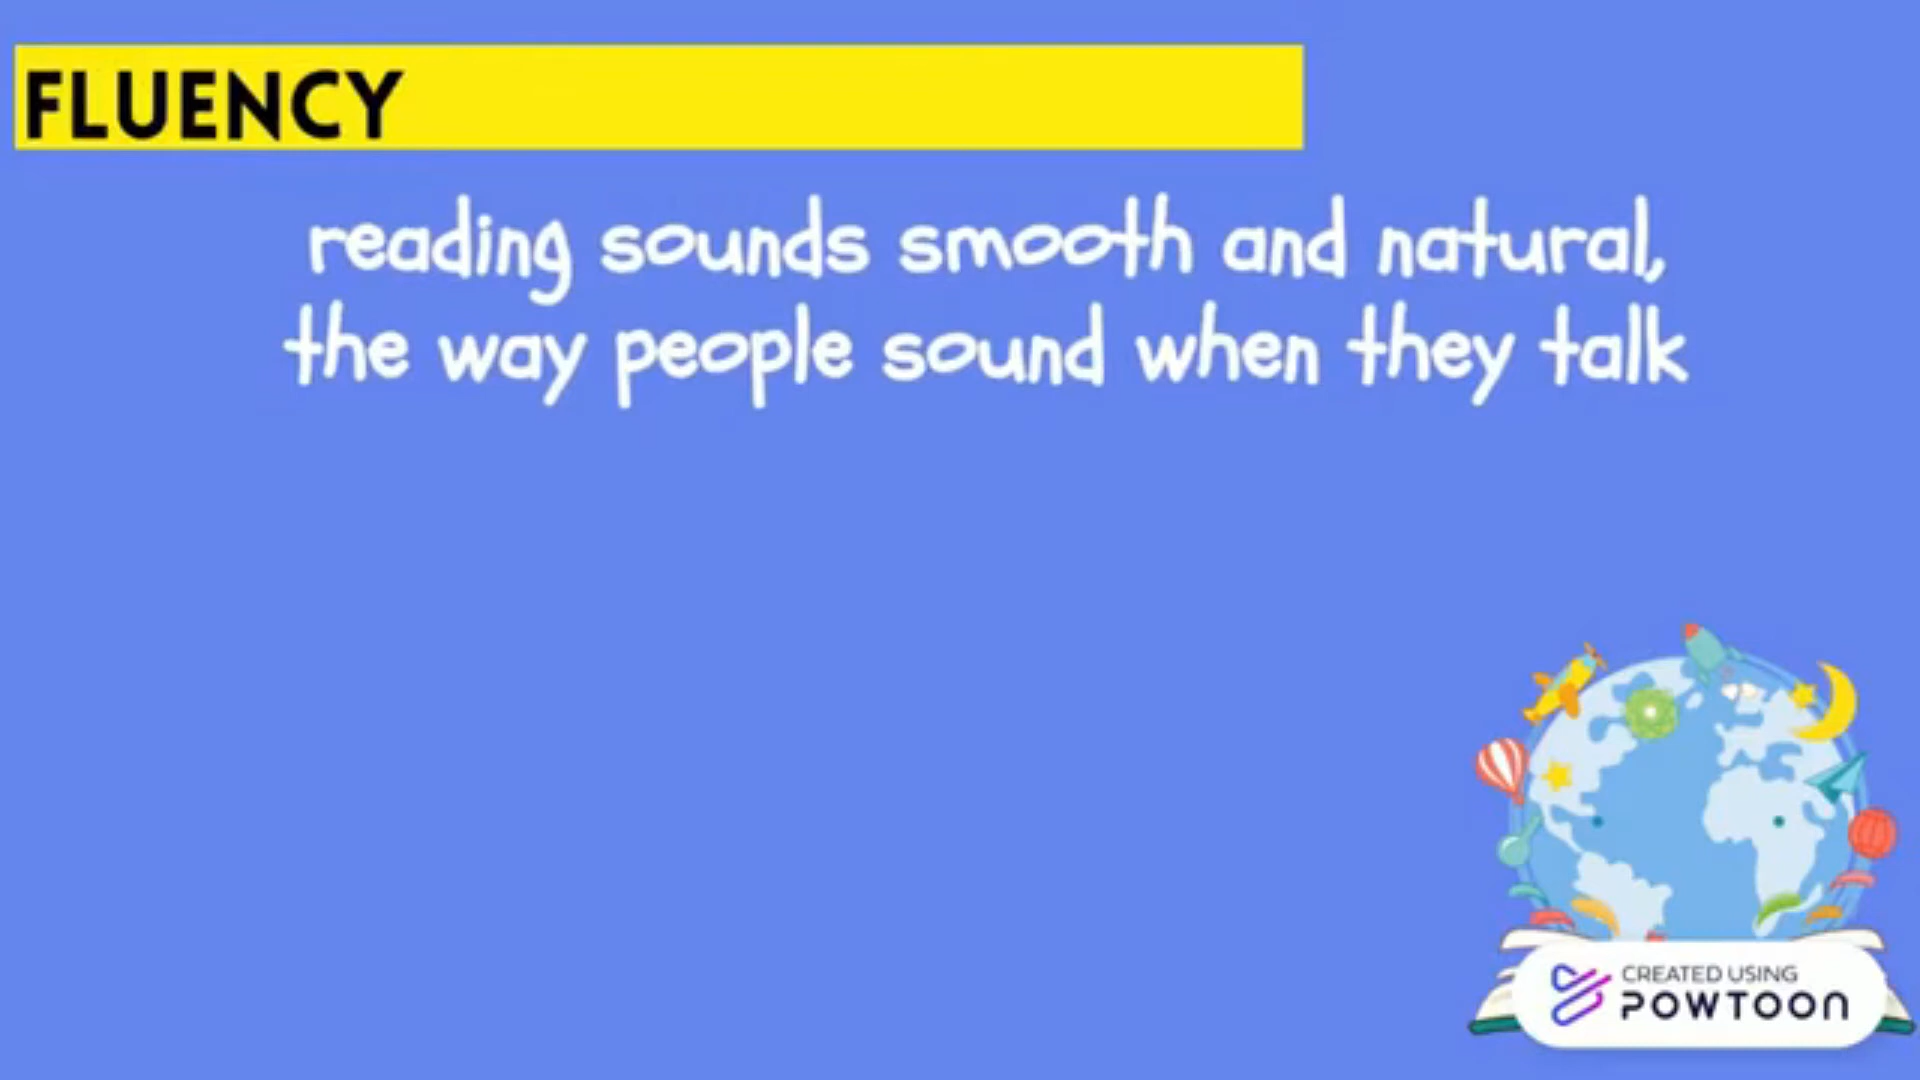 FLUENCY
reading sounds smooth and natural,
the way people sound when they talk
CREATED USING
POWTOON